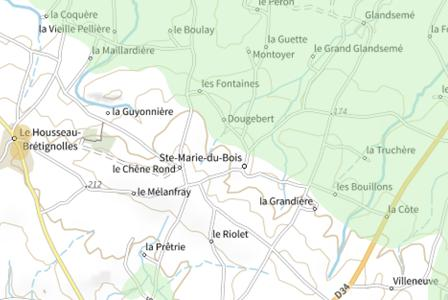 le Peron
la Coquère
Glandsemé
la Vieille Pellière
le Boulay
la Guette
Montoyer
le Grand Glandsemé
la Maillardière
les Fontaines
la Guyonnière
174
Dougebert
Le Housseau-
Brétignolles
la Truchère
Ste-Marie-du-Bois
le Chêne Rond
212
le Mélanfray
les Bouillons
la Grandière
la Côte
le Riolet
la Prêtrie
Villeneuve
D34